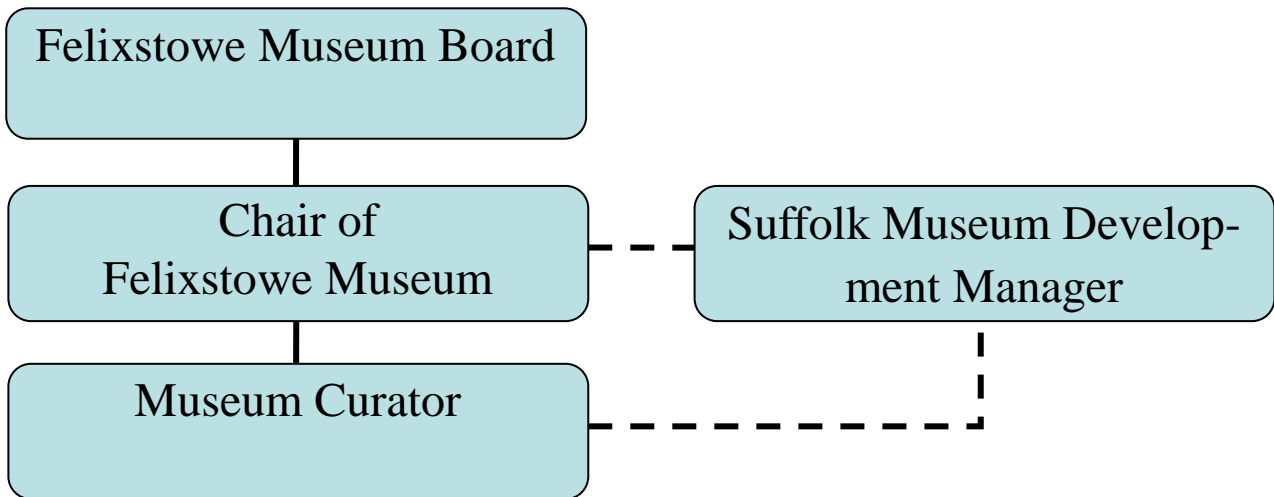 Felixstowe Museum Board
Chair of
Felixstowe Museum
Suffolk Museum Develop-
ment Manager
Museum Curator